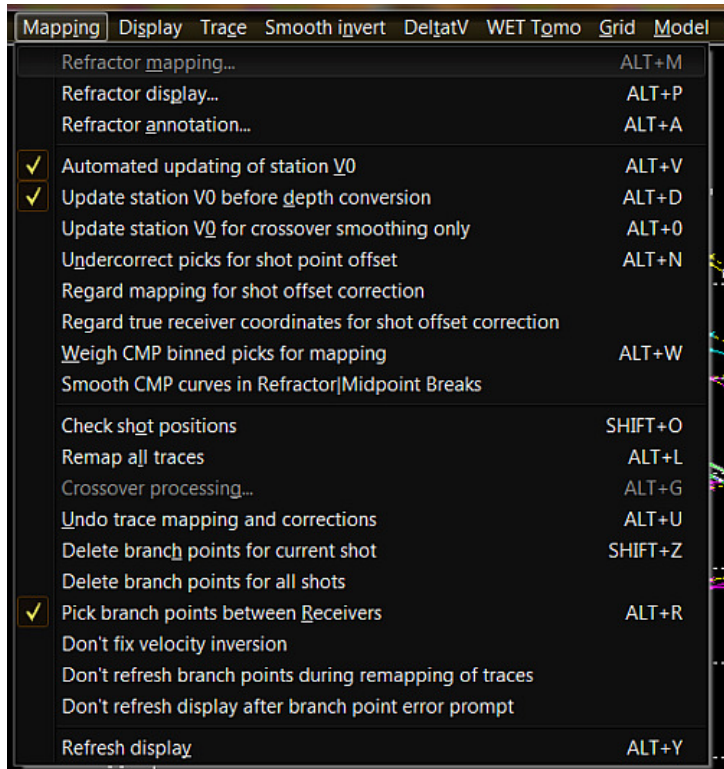 Mapping Display Trace Smooth invert DeltatV WET Tomo Grid Model
Refractor mapping... ALT+M
Refractor display... ALT+P
Refractor annotation... ALT+A
Automated updating of station V0 ALT+V
Update station V0 before depth conversion ALT+D
Update station V0 for crossover smoothing only ALT+0
Undercorrect picks for shot point offset ALT+N
Regard mapping for shot offset correction
Regard true receiver coordinates for shot offset correction
Weigh CMP binned picks for mapping ALT+W
Smooth CMP curves in Refractor|Midpoint Breaks
Check shot positions SHIFT+O
Remap all traces ALT+L
Crossover processing... ALT+G
Undo trace mapping and corrections ALT+U
Delete branch points for current shot SHIFT+Z
Delete branch points for all shots
Pick branch points between Receivers ALT+R
Don't fix velocity inversion
Don't refresh branch points during remapping of traces
Don't refresh display after branch point error prompt
Refresh display ALT+Y